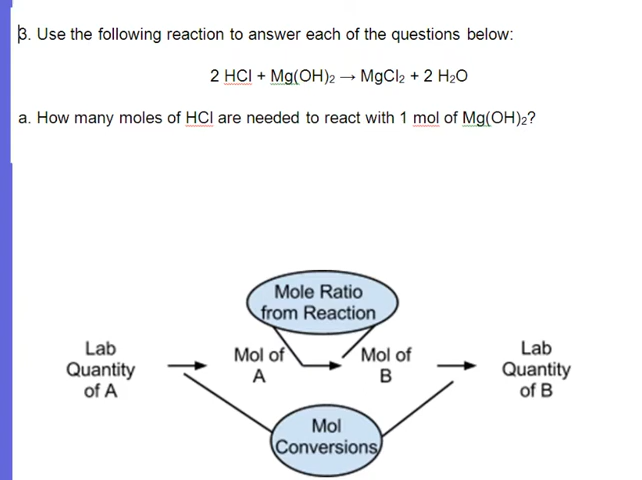 3. Use the following reaction to answer each of the questions below:
2 HCl + Mg(OH)₂ → MgCl₂ + 2 H₂O
a. How many moles of HCl are needed to react with 1 mol of Mg(OH)₂?
Mole Ratio
from Reaction
Lab
Quantity
of A
Mol of
A
Mol of
B
Lab
Quantity
of B
Mol
Conversions